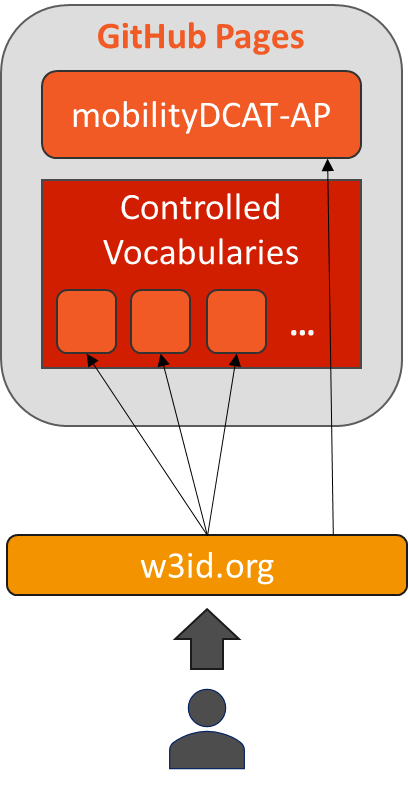 GitHub Pages
mobilityDCAT-AP
Controlled
Vocabularies
...
w3id.org